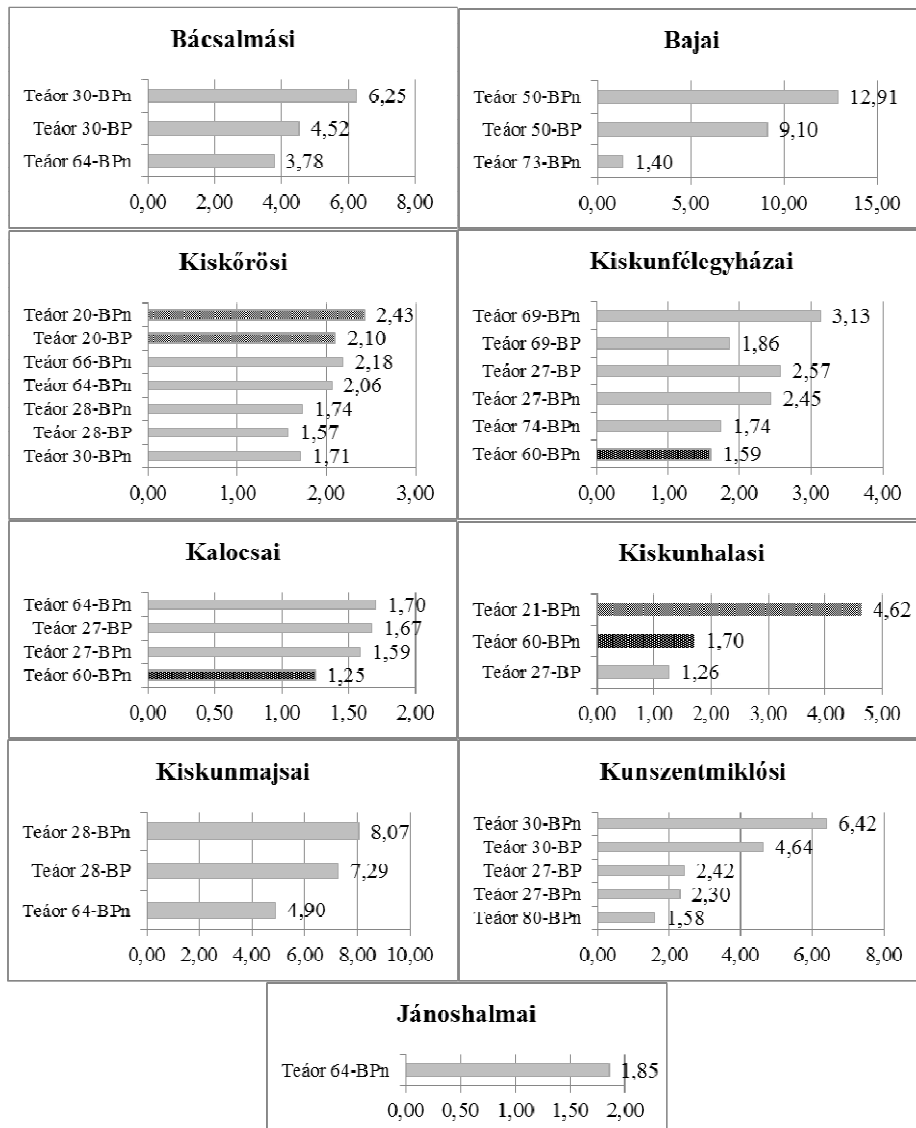 Bácsalmási
Teáor 30-BPn 6,25
Teáor 30-BP 4,52
Teáor 64-BPn 3,78
0,00 2,00 4,00 6,00 8,00
Bajai
Teáor 50-BPn 12,91
Teáor 50-BP 9,10
Teáor 73-BPn 1,40
0,00 5,00 10,00 15,00
Kiskőrösi
Teáor 20-BPn 2,43
Teáor 20-BP 2,10
Teáor 66-BPn 2,18
Teáor 64-BPn 2,06
Teáor 28-BPn 1,74
Teáor 28-BP 1,57
Teáor 30-BPn 1,71
0,00 1,00 2,00 3,00
Kiskunfélegyházai
Teáor 69-BPn 3,13
Teáor 69-BP 1,86
Teáor 27-BP 2,57
Teáor 27-BPn 2,45
Teáor 74-BPn 1,74
Teáor 60-BPn 1,59
0,00 1,00 2,00 3,00 4,00
Kalocsai
Teáor 64-BPn 1,70
Teáor 27-BP 1,67
Teáor 27-BPn 1,59
Teáor 60-BPn 1,25
0,00 0,50 1,00 1,50 2,00
Kiskunhalasi
Teáor 21-BPn 4,62
Teáor 60-BPn 1,70
Teáor 27-BP 1,26
0,00 1,00 2,00 3,00 4,00 5,00
Kiskunmajsai
Teáor 28-BPn 8,07
Teáor 28-BP 7,29
Teáor 64-BPn 4,90
0,00 2,00 4,00 6,00 8,00 10,00
Kunszentmiklósi
Teáor 30-BPn 6,42
Teáor 30-BP 4,64
Teáor 27-BP 2,42
Teáor 27-BPn 2,30
Teáor 80-BPn 1,58
0,00 2,00 4,00 6,00 8,00
Jánoshalmai
Teáor 64-BPn 1,85
0,00 0,50 1,00 1,50 2,00